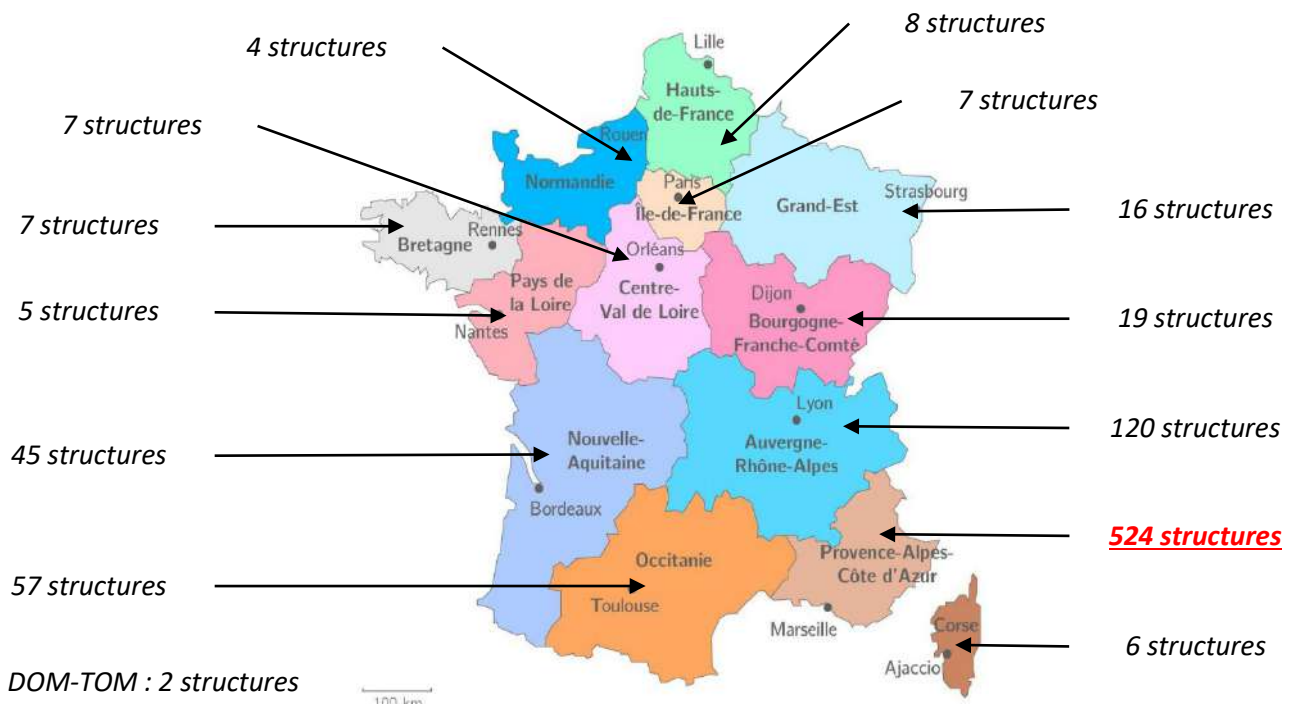 8 structures
4 structures
Lille
Hauts-
de-France
7 structures
7 structures
Rouen
Paris
Normandie
Île-de-France
Strasbourg
Grand-Est
16 structures
7 structures
Rennes
Bretagne
Orléans
Pays de
la Loire
Centre-
Val de Loire
Dijon
Bourgogne-
Franche-Comté
5 structures
Nantes
19 structures
Lyon
Auvergne-
Rhône-Alpes
120 structures
Nouvelle-
Aquitaine
45 structures
Bordeaux
524 structures
Provence-Alpes-
Côte d'Azur
Occitanie
57 structures
Toulouse
Marseille
Corse
Ajaccio
6 structures
DOM-TOM : 2 structures
100 km